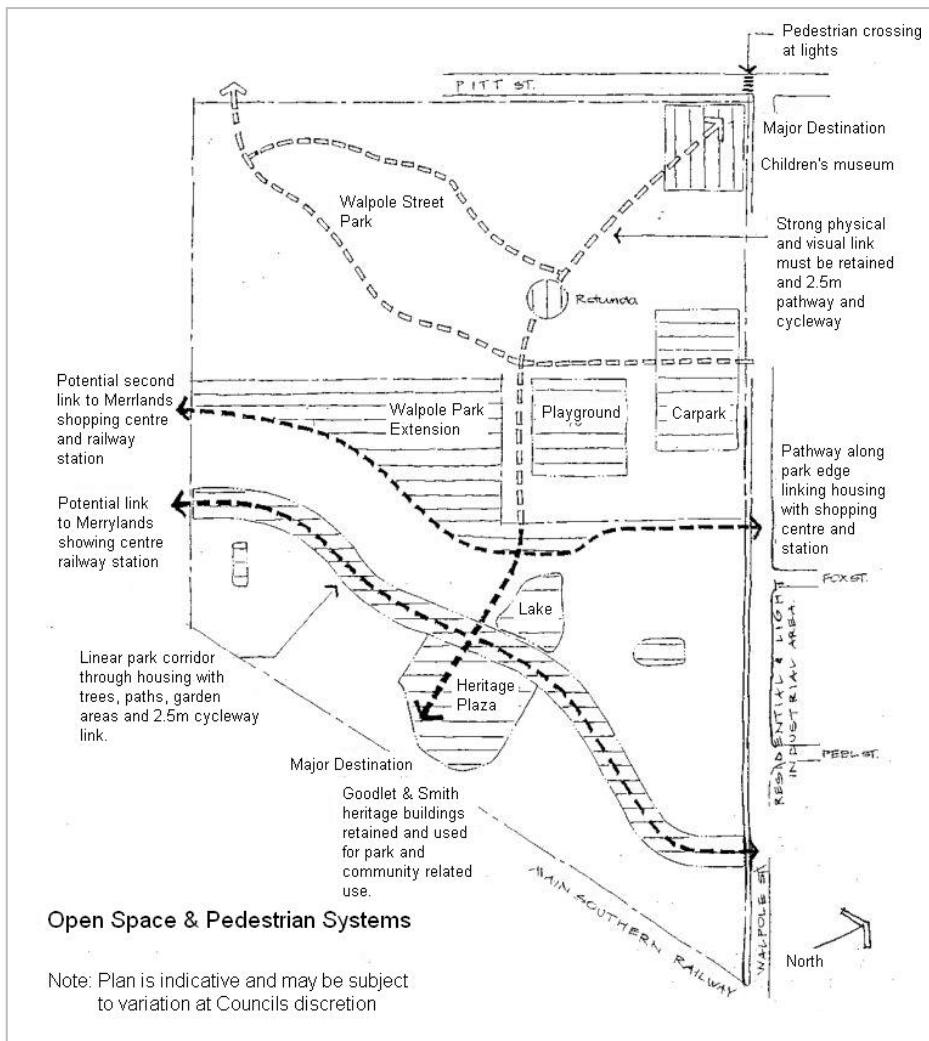 Pedestrian crossing
at lights
PITT ST.
Major Destination
Children's museum
Walpole Street
Park
Strong physical
and visual link
must be retained
and 2.5m
pathway and
cycleway
Rotunda
Potential second
link to Merrlands
shopping centre
and railway
station
Walpole Park
Extension
Playground
Carpark
Pathway along
park edge
linking housing
with shopping
centre and
station
Potential link
to Merrylands
showing centre
railway station
FOX ST.
Lake
RESADENTIAL & LIGHT
INDUSTRIAL AREA.
Linear park corridor
through housing with
trees, paths, garden
areas and 2.5m cycleway
link.
Heritage
Plaza
PEEL ST.
Major Destination
Goodlet & Smith
heritage buildings
retained and used
for park and
community related
use.
MAIN SOUTHERN RAILWAY
WALPOLE ST.
Open Space & Pedestrian Systems
North
Note: Plan is indicative and may be subject
to variation at Councils discretion